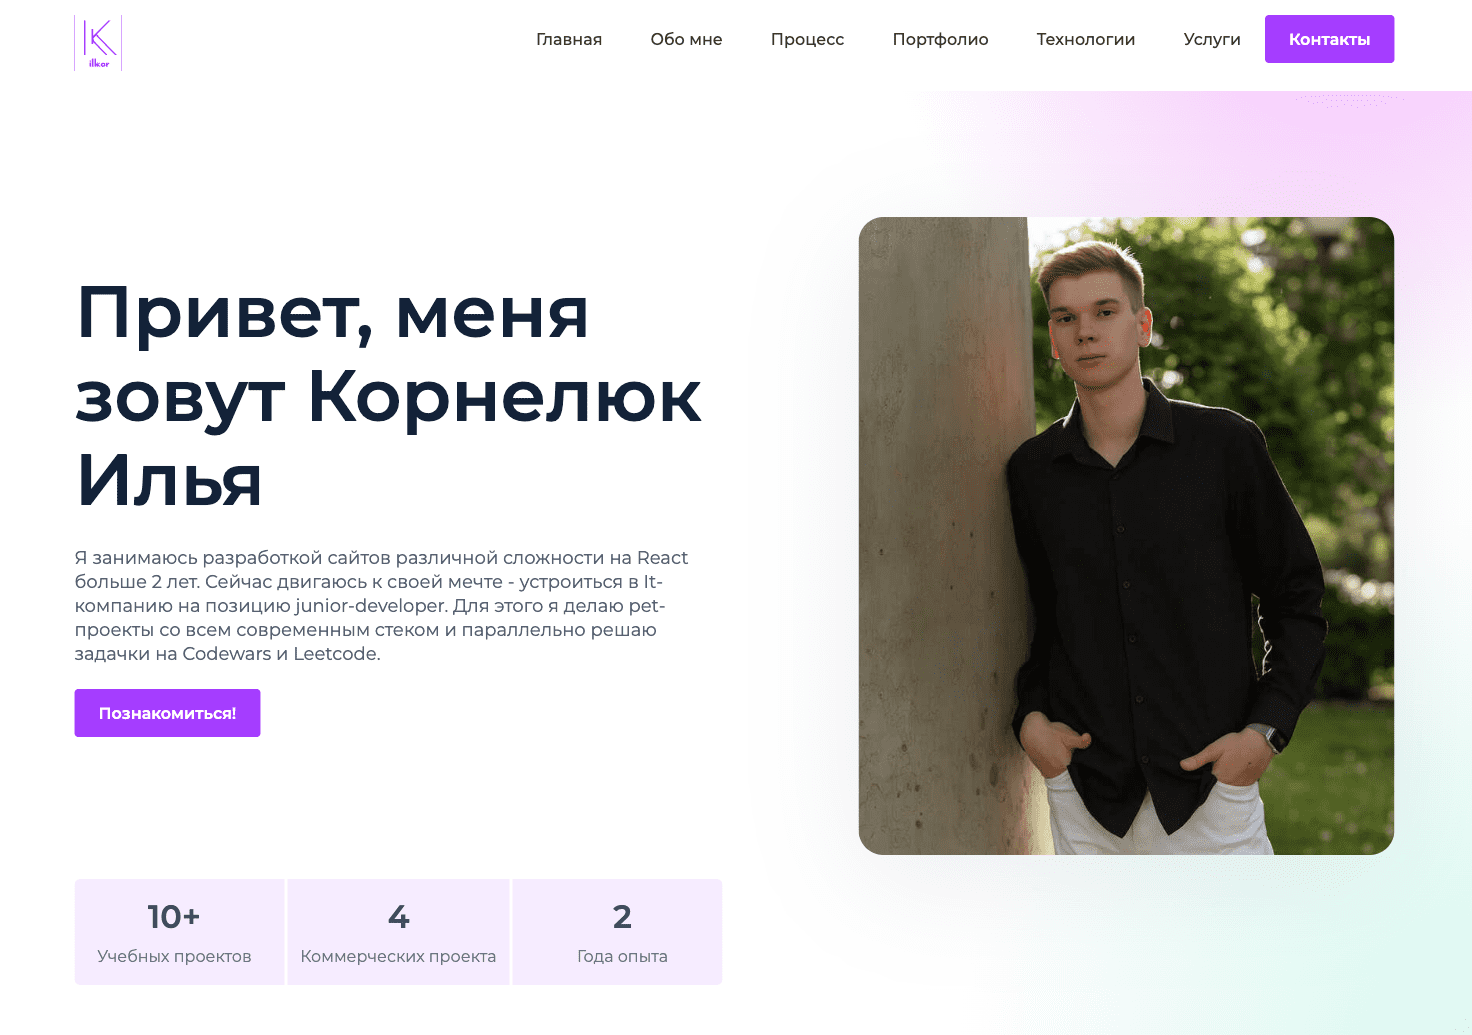 K
illkor
Главная Обо мне Процесс Портфолио Технологии Услуги Контакты
Привет, меня
зовут Корнелюк
Илья
Я занимаюсь разработкой сайтов различной сложности на React
больше 2 лет. Сейчас двигаюсь к своей мечте - устроиться в It-
компанию на позицию junior-developer. Для этого я делаю pet-
проекты со всем современным стеком и параллельно решаю
задачки на Codewars и Leetcode.
Познакомиться!
10+ 4 2
Учебных проектов Коммерческих проекта Года опыта